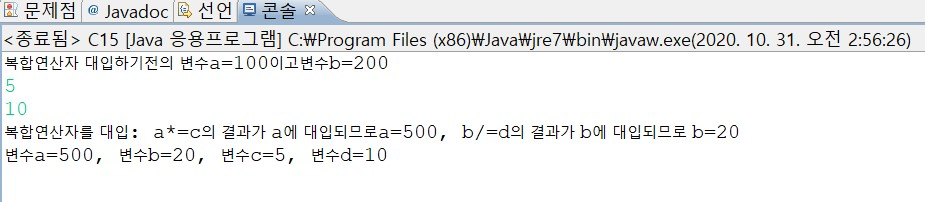 문제점 @ Javadoc 선언 콘솔
<종료됨> C15 [Java 응용프로그램] C:₩Program Files (x86)₩Java₩jre7₩bin₩javaw.exe(2020. 10. 31. 오전 2:56:26)
복합연산자 대입하기전의 변수a=100이고변수b=200
5
10
복합연산자를 대입: a*=c의 결과가 a에 대입되므로a=500, b/=d의 결과가 b에 대입되므로 b=20
변수a=500, 변수b=20, 변수c=5, 변수d=10